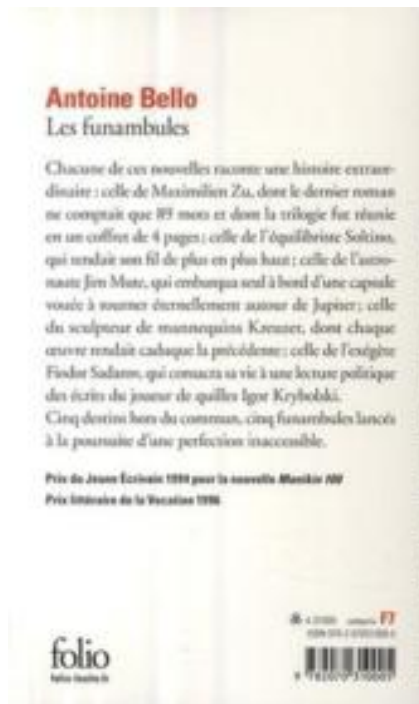 Antoine Bello
Les funambules
Chacune de ces nouvelles raconte une histoire extraor-
dinaire : celle de Maximilien Zu, dont le dernier roman
ne comptait que 89 mots et dont la trilogie fut réunie
en un coffret de 4 pages ; celle de l'équilibriste Soltino,
qui tendait son fil de plus en plus haut ; celle de l'astro-
naute Jim Mute, qui embarqua seul à bord d'une capsule
vouée à tourner éternellement autour de Jupiter ; celle
du sculpteur de mannequins Kreuzer, dont chaque
œuvre rendait caduque la précédente ; celle de l'exégète
Fiodor Sadarov, qui consacra sa vie à une lecture politique
des écrits du joueur de quilles Igor Krybolski.
Cinq destins hors du commun, cinq funambules lancés
à la poursuite d'une perfection inaccessible.
Prix du Jeune Écrivain 1994 pour la nouvelle Manikin
Prix littéraire de la Vocation 1996
F7
folio